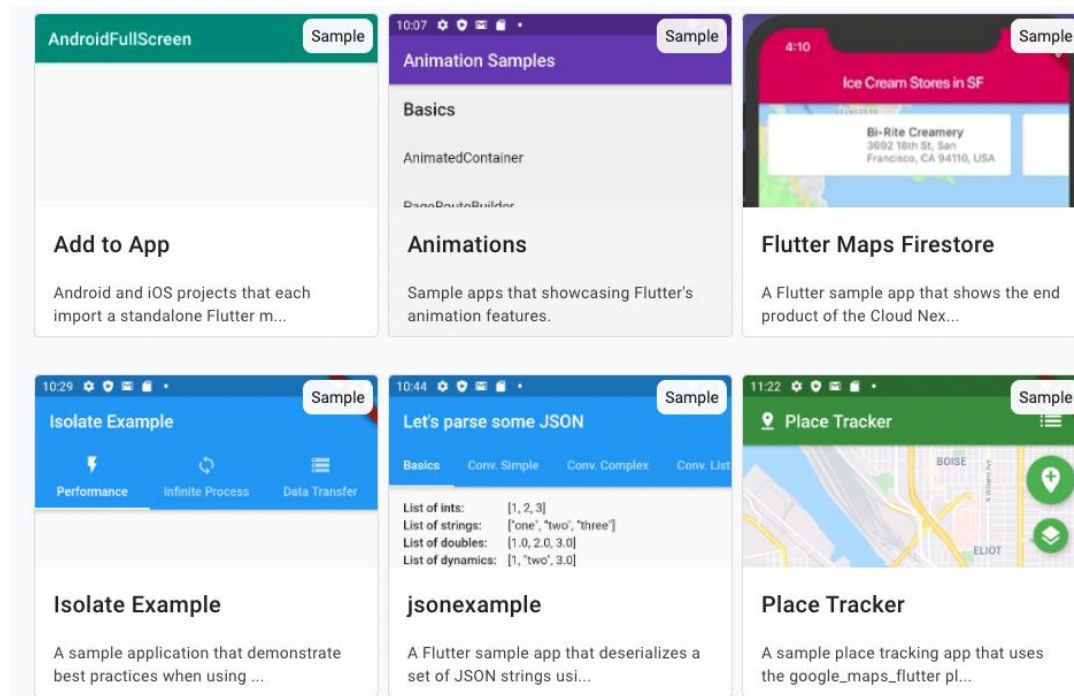 AndroidFullScreen
Sample
Add to App
Android and iOS projects that each
import a standalone Flutter m...
10:07
Sample
Animation Samples
Basics
AnimatedContainer
PageRouteBuilder
Animations
Sample apps that showcasing Flutter's
animation features.
4:10
Sample
Ice Cream Stores in SF
Bi-Rite Creamery
3692 18th St, San
Francisco, CA 94110, USA
Flutter Maps Firestore
A Flutter sample app that shows the end
product of the Cloud Nex...
10:29
Sample
Isolate Example
Performance Infinite Process Data Transfer
Isolate Example
A sample application that demonstrate
best practices when using ...
10:44
Sample
Let's parse some JSON
Basics Conv. Simple Conv. Complex Conv. List
List of ints: [1, 2, 3]
List of strings: ["one", "two", "three"]
List of doubles: [1.0, 2.0, 3.0]
List of dynamics: [1, "two", 3.0]
jsonexample
A Flutter sample app that deserializes a
set of JSON strings usi...
11:22
Sample
Place Tracker
BOISE
ELIOT
Place Tracker
A sample place tracking app that uses
the google_maps_flutter pl...